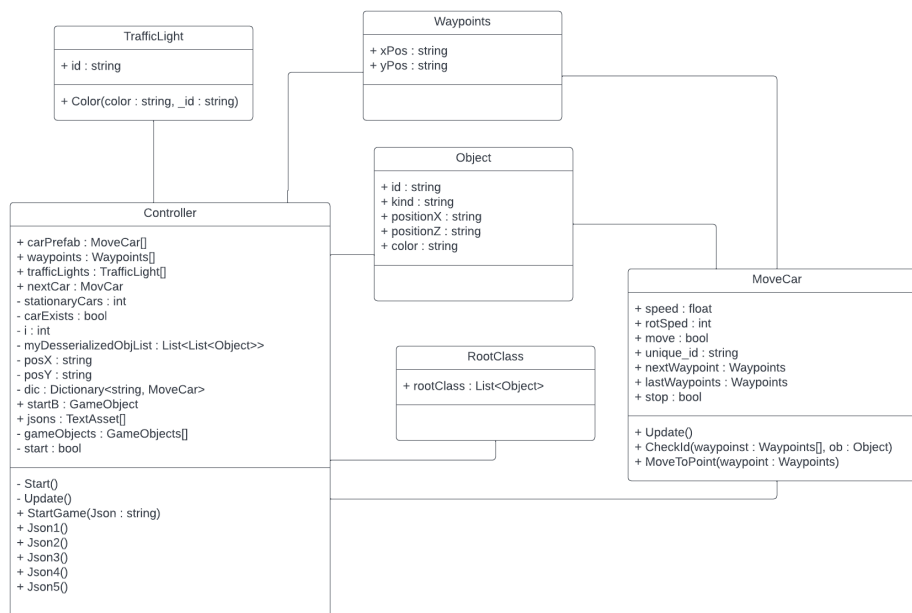 TrafficLight
+ id : string
+ Color(color : string, _id : string)
Waypoints
+ xPos : string
+ yPos : string
Object
+ id : string
+ kind : string
+ positionX : string
+ positionZ : string
+ color : string
Controller
+ carPrefab : MoveCar[]
+ waypoints : Waypoints[]
+ trafficLights : TrafficLight[]
+ nextCar : MovCar
- stationaryCars : int
- carExists : bool
- i : int
- myDesserializedObjList : List<List<Object>>
- posX : string
- posY : string
- dic : Dictionary<string, MoveCar>
+ startB : GameObject
+ jsons : TextAsset[]
- gameObjects : GameObjects[]
- start : bool
- Start()
- Update()
+ StartGame(Json : string)
+ Json1()
+ Json2()
+ Json3()
+ Json4()
+ Json5()
RootClass
+ rootClass : List<Object>
MoveCar
+ speed : float
+ rotSped : int
+ move : bool
+ unique_id : string
+ nextWaypoint : Waypoints
+ lastWaypoints : Waypoints
+ stop : bool
+ Update()
+ CheckId(waypoinst : Waypoints[], ob : Object)
+ MoveToPoint(waypoint : Waypoints)